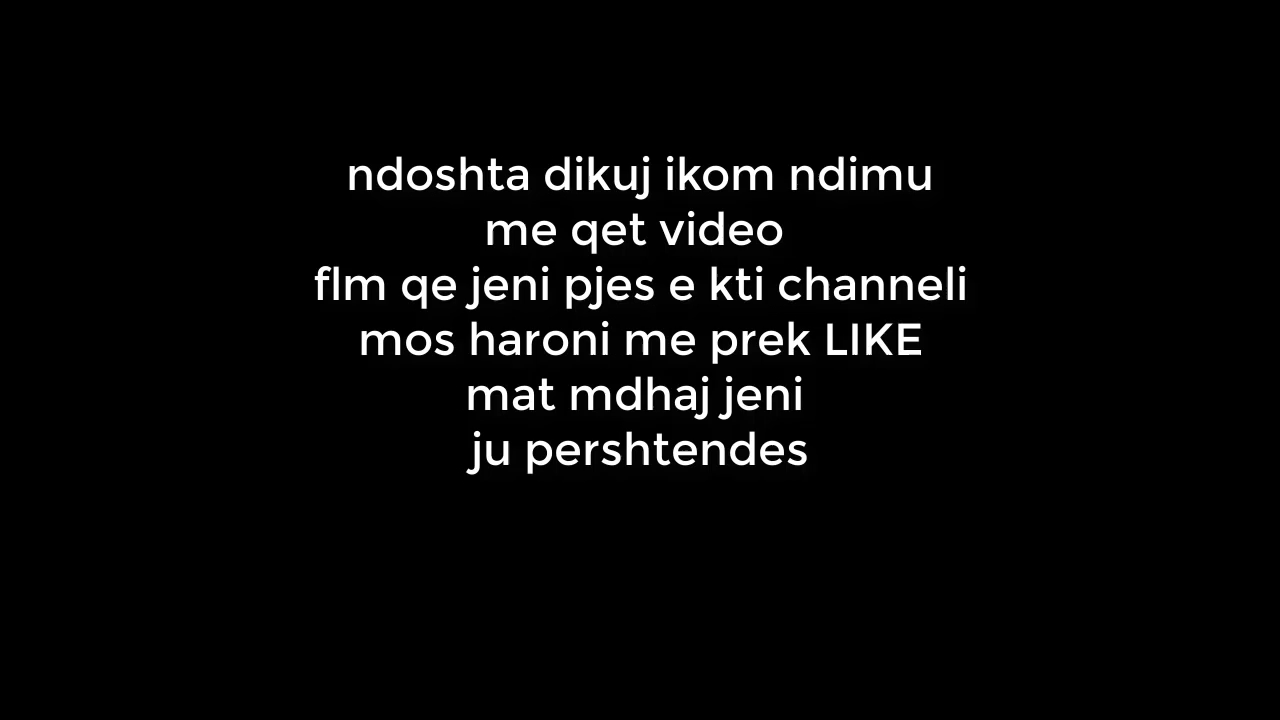 ndoshta dikuj ikom ndimu
me qet video
flm qe jeni pjes e kti channeli
mos haroni me prek LIKE
mat mdhaj jeni
ju pershtendes